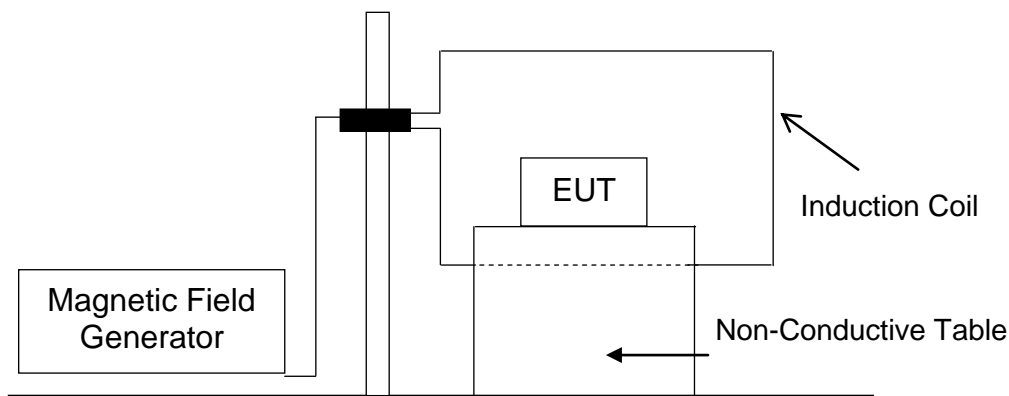 EUT
Induction Coil
Magnetic Field
Generator
Non-Conductive Table